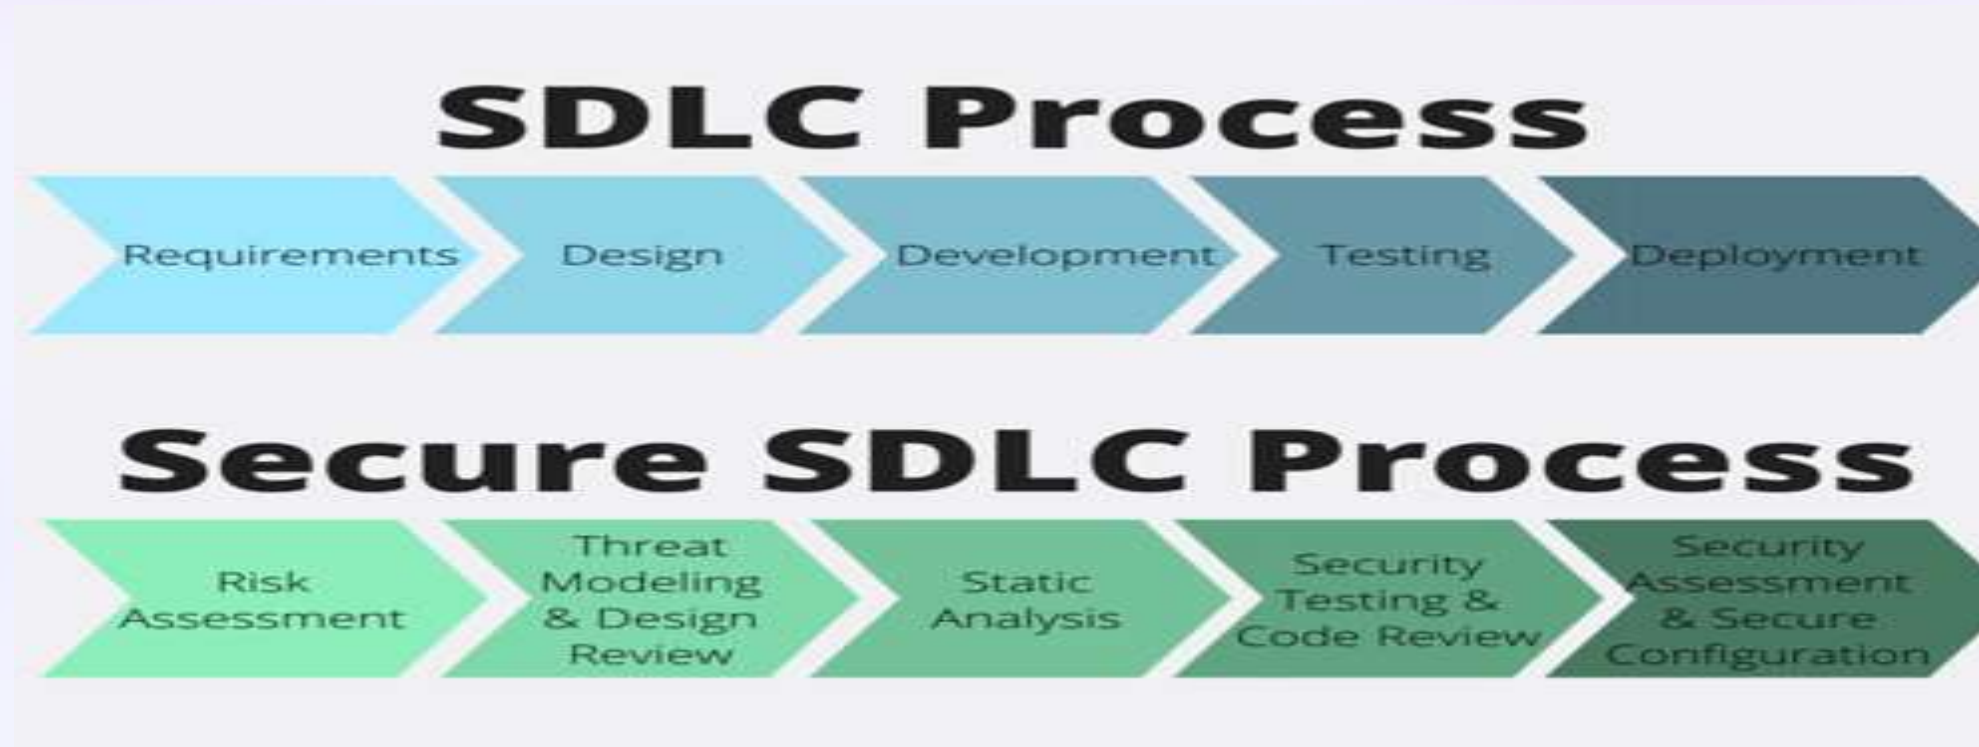 SDLC Process
Requirements
Design
Development
Testing
Deployment
Secure SDLC Process
Risk
Assessment
Threat
Modeling
& Design
Review
Static
Analysis
Security
Testing &
Code Review
Security
Assessment
& Secure
Configuration